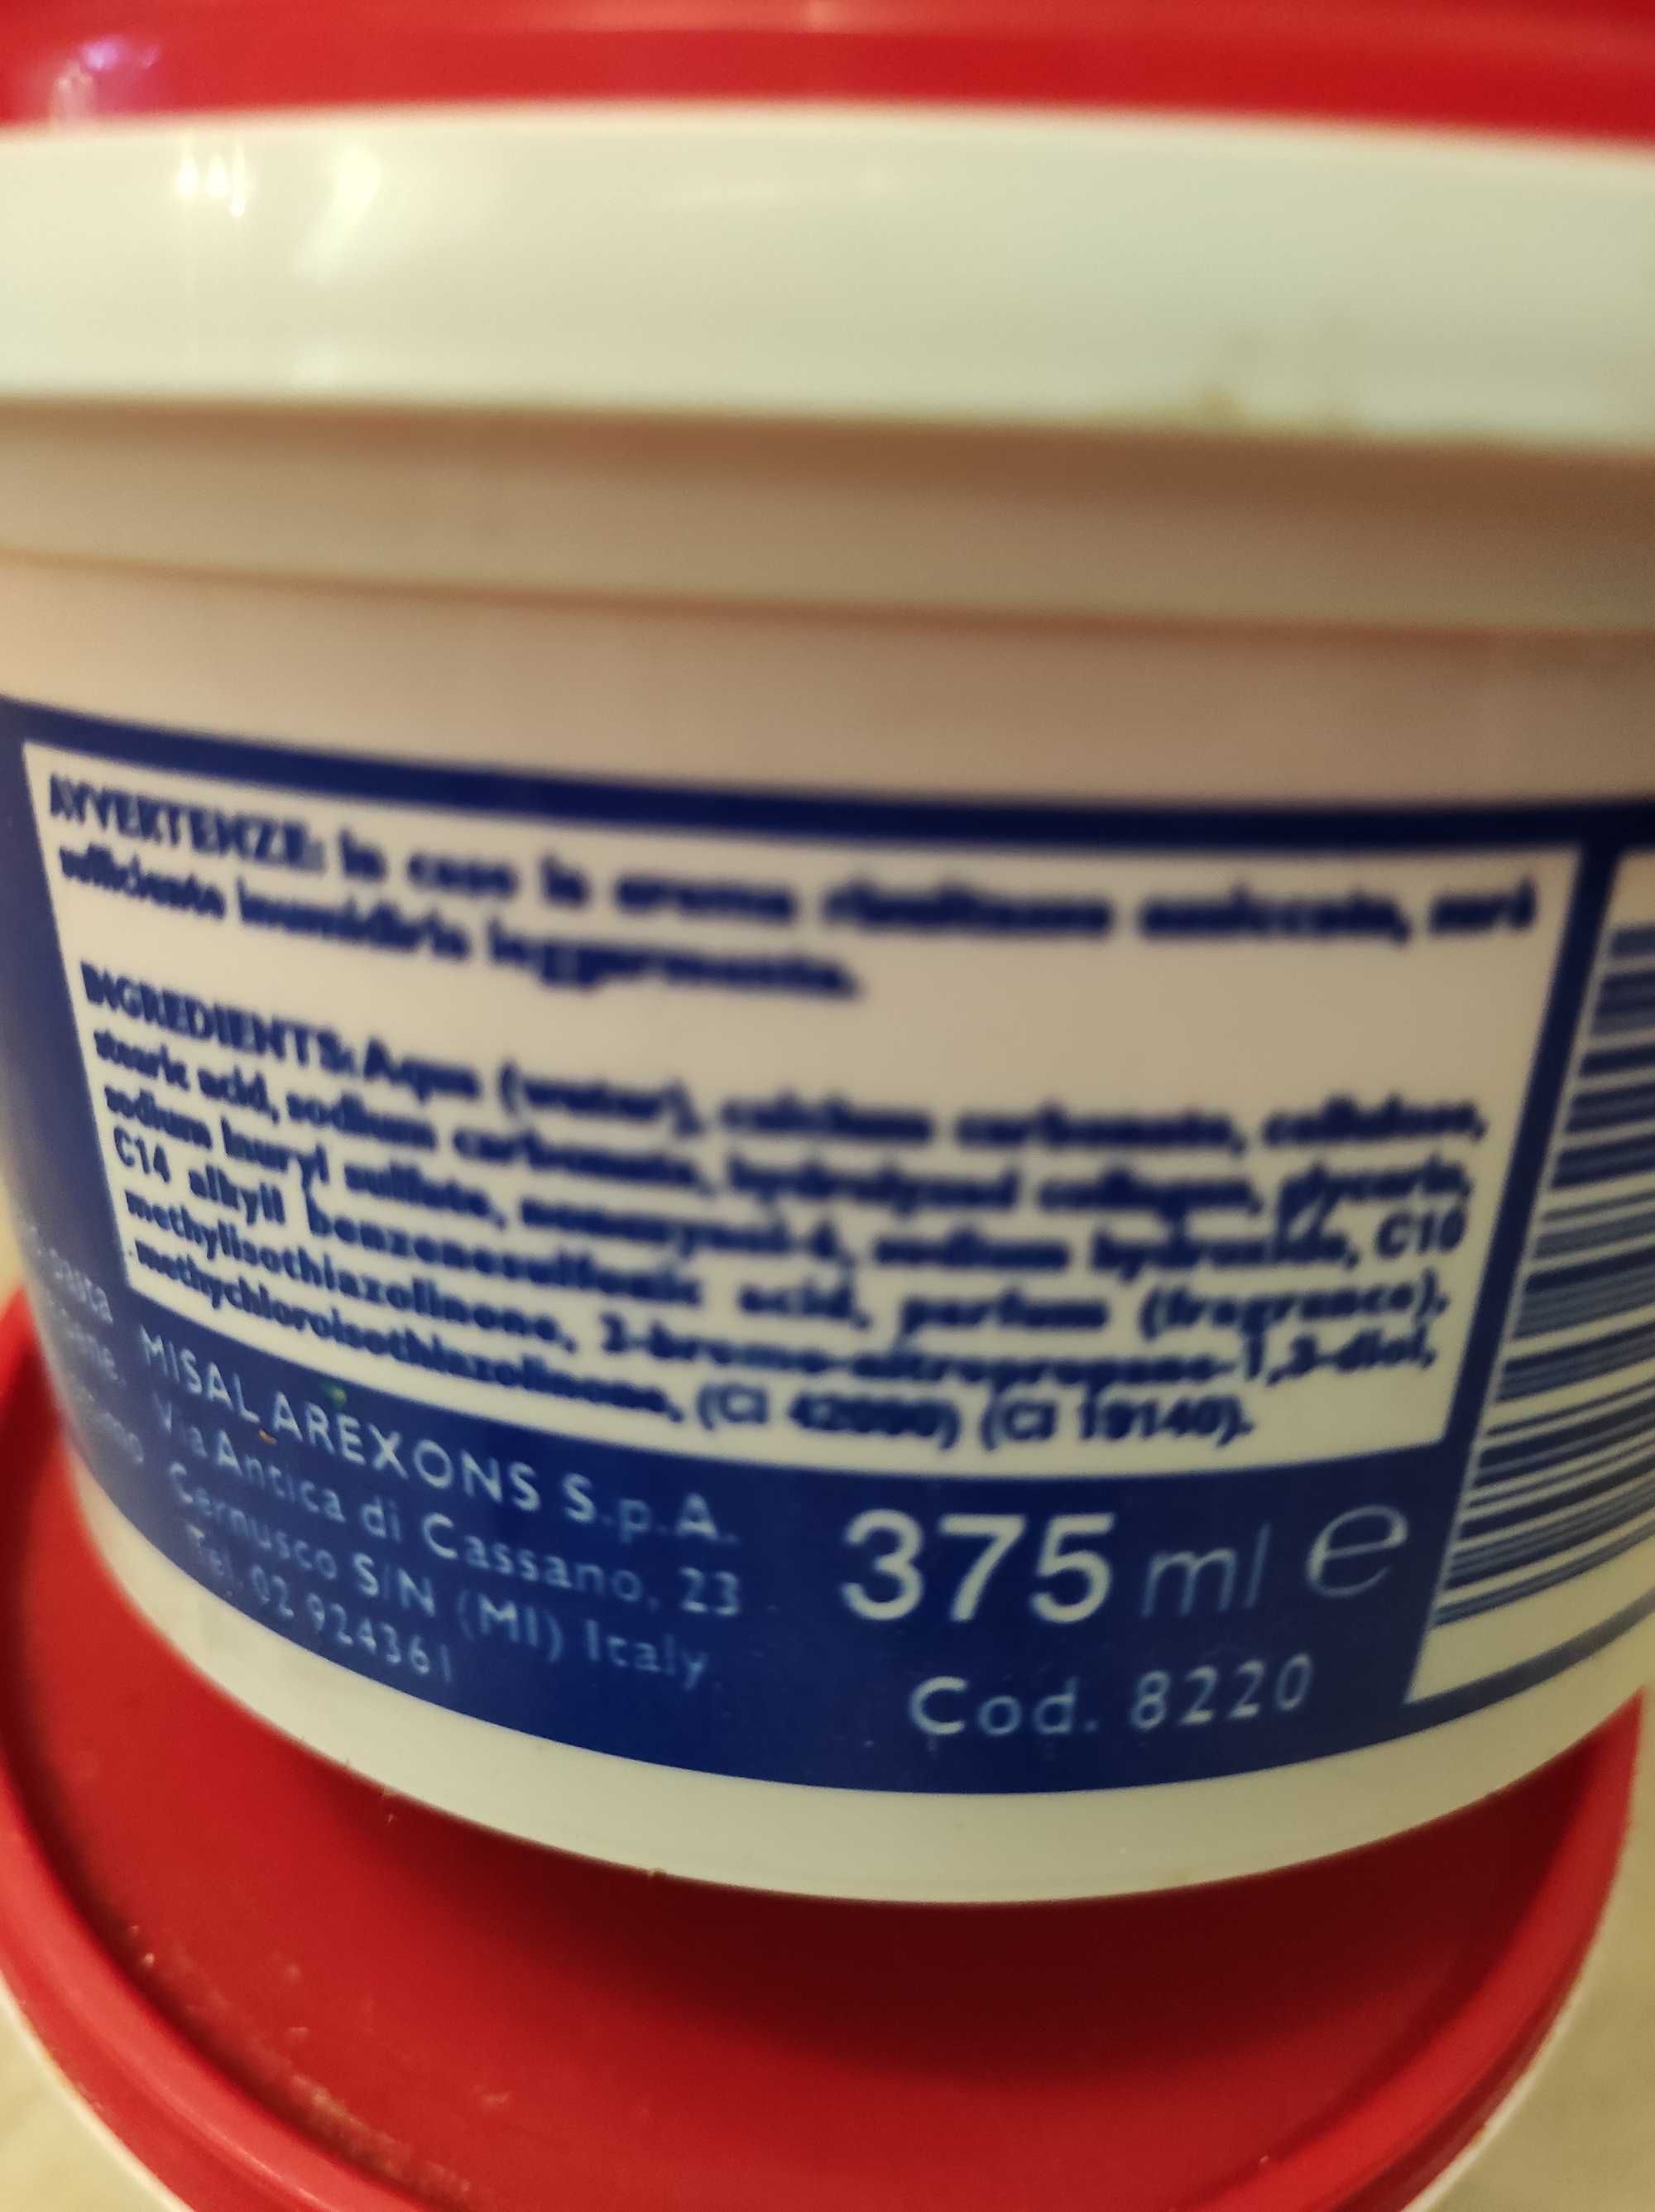 AVVERTENZE: In caso la crema risultasse essiccata, sarà
sufficiente inumidirla leggermente.
INGREDIENTS: Aqua (water), calcium carbonate, cellulose,
stearic acid, sodium carbonate, hydrolyzed collagen, glycerin,
sodium lauryl sulfate, sodium hydroxide, C10
C14 alkyl benzenesulfonic acid, parfum (fragrance),
methylisothiazolinone, 2-bromo-nitropropane-1,3-diol,
methychloroisothiazolinone, (CI 42090) (CI 19140).
MISAL AREXONS S.p.A.
Via Antica di Cassano, 23
Cernusco S/N (MI) Italy
Tel. 02 924361
375 ml e
Cod. 8220